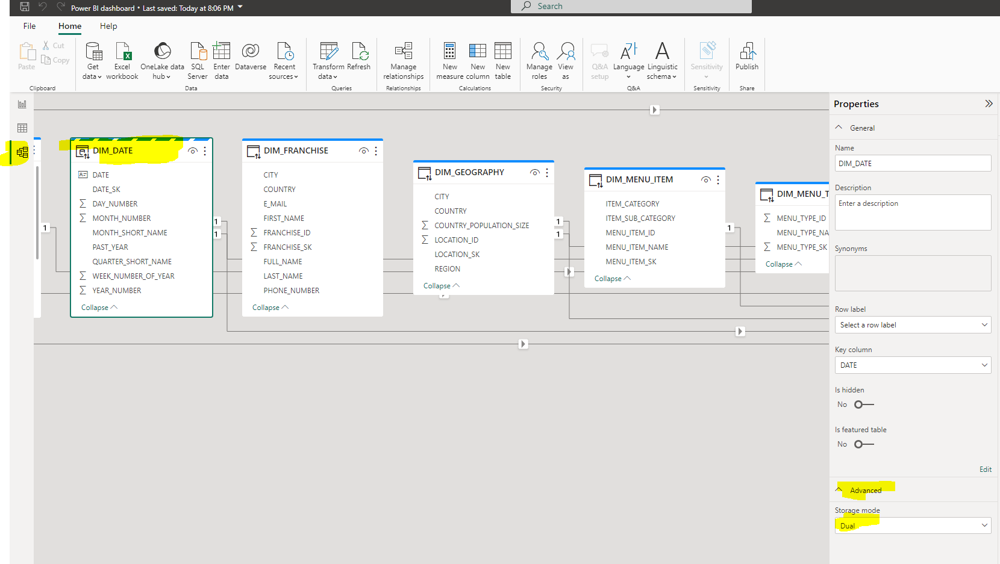 Power BI dashboard • Last saved: Today at 8:06 PM
Search
File Home Help
Paste
Cut
Copy
Clipboard
Get data
Excel workbook
OneLake data hub
SQL Server
Enter data
Dataverse
Recent sources
Data
Transform data
Refresh
Queries
Manage relationships
Relationships
New measure
New column
New table
Calculations
Manage roles
View as
Security
Q&A setup
Language
Linguistic schema
Q&A
Sensitivity
Sensitivity
Publish
Share
1
DIM_DATE
DATE
DATE_SK
DAY_NUMBER
MONTH_NUMBER
MONTH_SHORT_NAME
PAST_YEAR
QUARTER_SHORT_NAME
WEEK_NUMBER_OF_YEAR
YEAR_NUMBER
Collapse
1
1
DIM_FRANCHISE
CITY
COUNTRY
E_MAIL
FIRST_NAME
FRANCHISE_ID
FRANCHISE_SK
FULL_NAME
LAST_NAME
PHONE_NUMBER
Collapse
DIM_GEOGRAPHY
CITY
COUNTRY
COUNTRY_POPULATION_SIZE
LOCATION_ID
LOCATION_SK
REGION
Collapse
1
1
DIM_MENU_ITEM
ITEM_CATEGORY
ITEM_SUB_CATEGORY
MENU_ITEM_ID
MENU_ITEM_NAME
MENU_ITEM_SK
Collapse
1
DIM_MENU_T
MENU_TYPE_ID
MENU_TYPE_NA
MENU_TYPE_SK
Collapse
Properties
General
Name
DIM_DATE
Description
Enter a description
Synonyms
Row label
Select a row label
Key column
DATE
Is hidden
No
Is featured table
No
Edit
Advanced
Storage mode
Dual